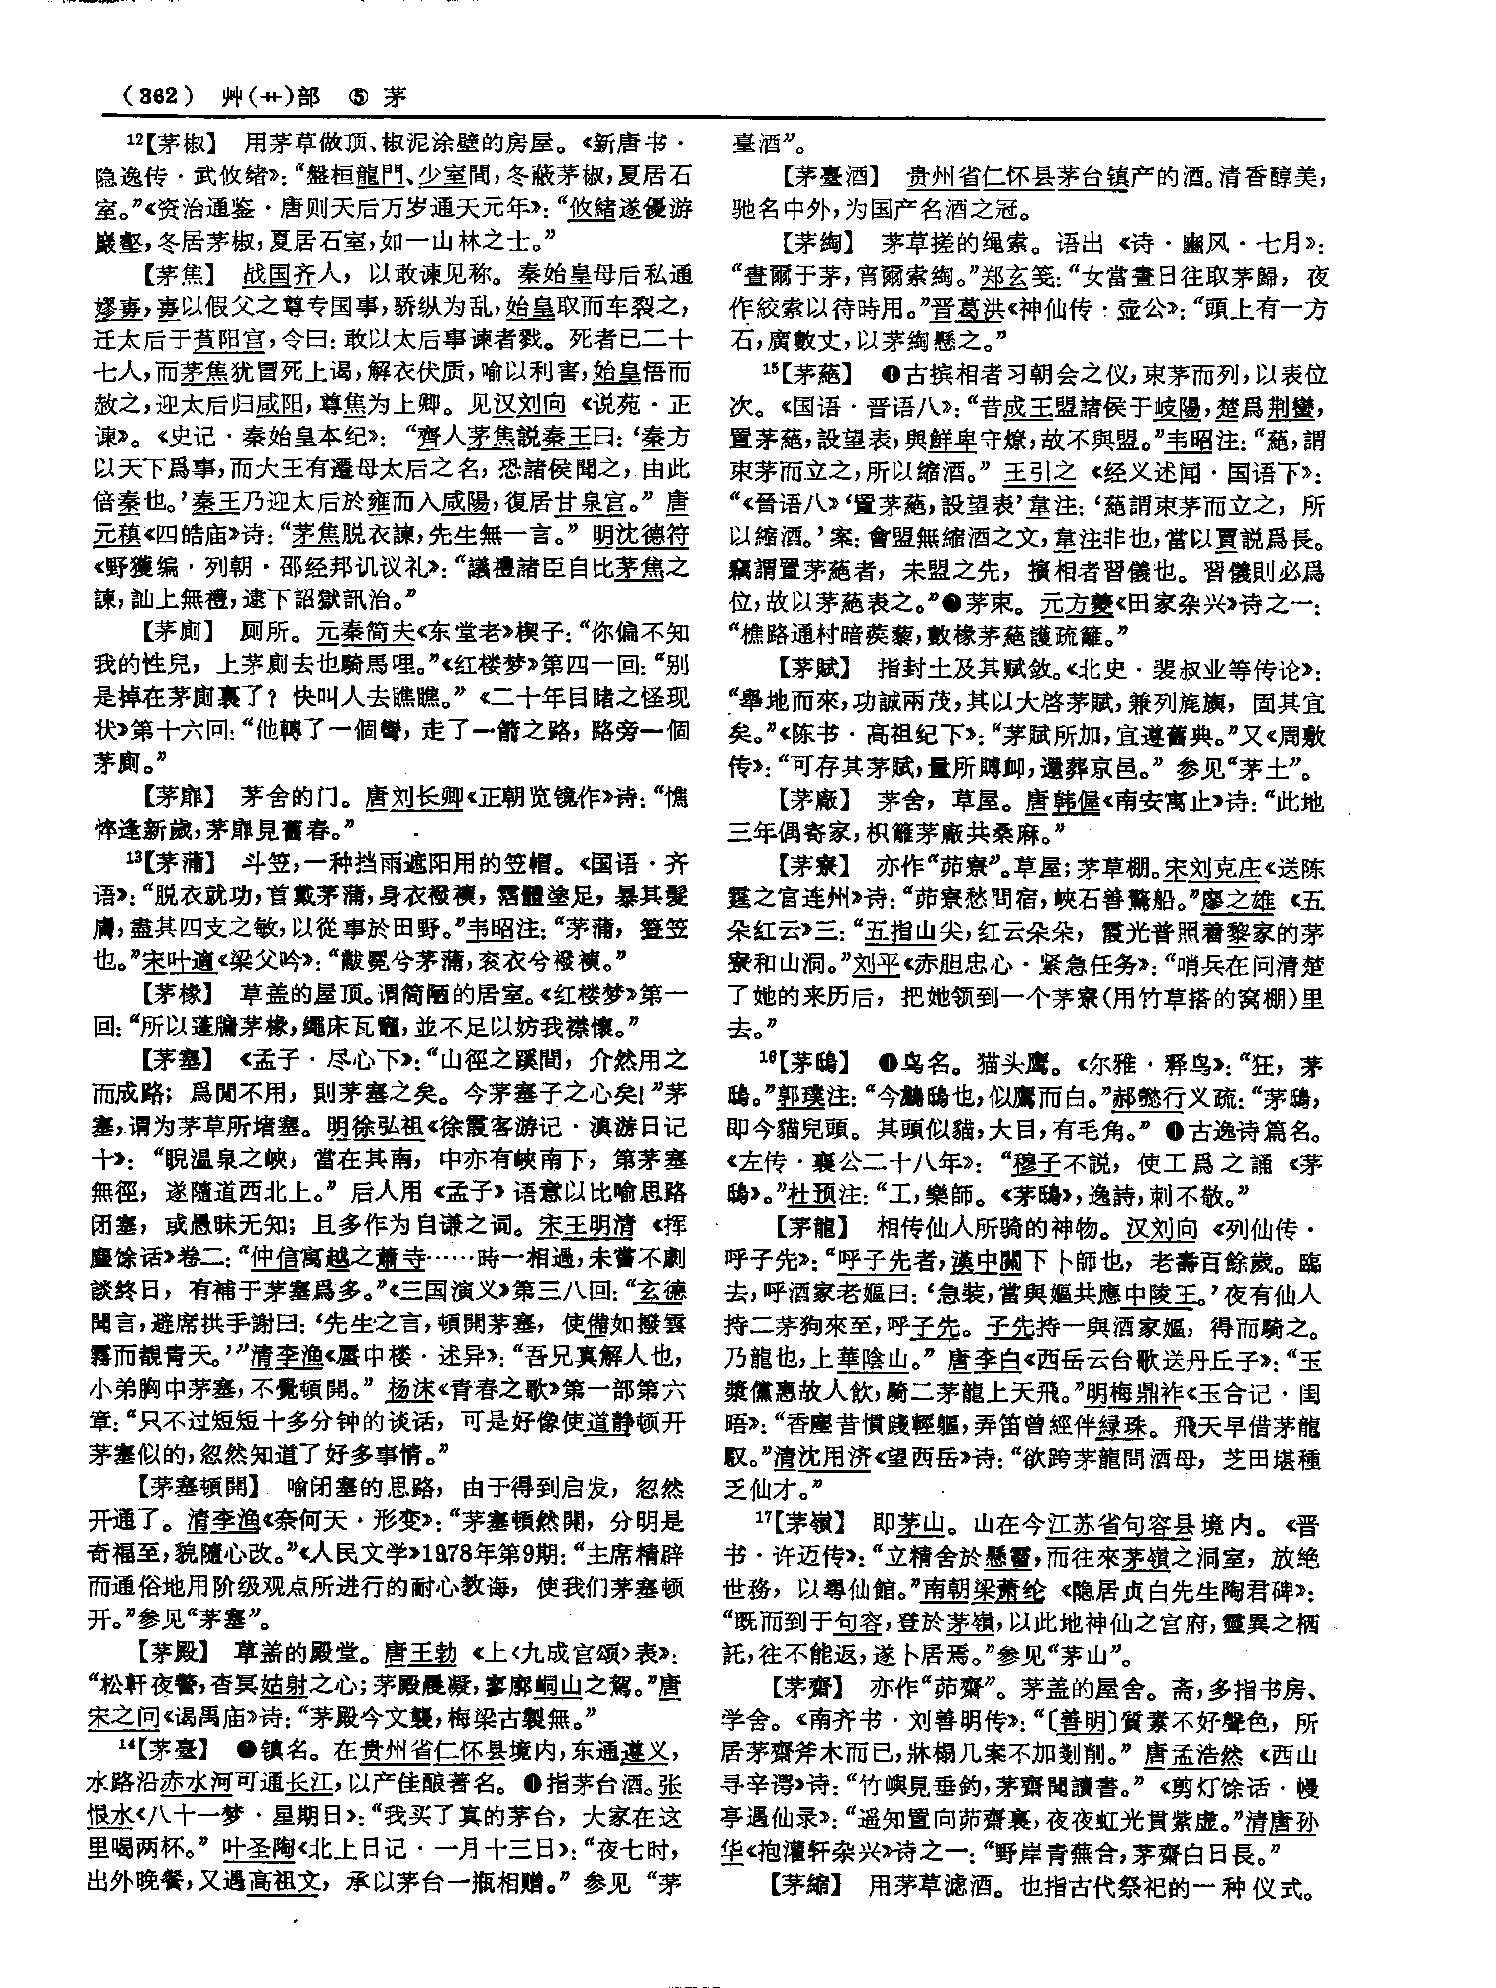 （362） 艸(艹)部 ⑤ 茅
12【茅椒】 用茅草做顶、椒泥涂壁的房屋。《新唐书·
隐逸传·武攸绪》：“盤桓龍門、少室間，冬蔽茅椒，夏居石
室。”《资治通鉴·唐则天后万岁通天元年》：“攸緒遂優游
巖壑，冬居茅椒，夏居石室，如一山林之士。”
【茅焦】 战国齐人，以敢谏见称。秦始皇母后私通
嫪毐，毐以假父之尊专国事，骄纵为乱，始皇取而车裂之，
迁太后于萯阳宫，令曰：敢以太后事谏者戮。死者已二十
七人，而茅焦犹冒死上谒，解衣伏质，喻以利害，始皇悟而
赦之，迎太后归咸阳，尊焦为上卿。见汉刘向《说苑·正
谏》。《史记·秦始皇本纪》：“齊人茅焦説秦王曰：‘秦方
以天下爲事，而大王有遷母太后之名，恐諸侯聞之，由此
倍秦也。’秦王乃迎太后於雍而入咸陽，復居甘泉宫。”唐
元稹《四皓庙》诗：“茅焦脱衣諫，先生無一言。”明沈德符
《野獲编·列朝·邵经邦讥议礼》：“議禮諸臣自比茅焦之
諫，訕上無禮，逮下詔獄訊治。”
【茅廁】 厕所。元秦简夫《东堂老》楔子：“你偏不知
我的性兒，上茅廁去也騎馬哩。”《红楼梦》第四一回：“别
是掉在茅廁裏了？快叫人去瞧瞧。”《二十年目睹之怪现
状》第十六回：“他轉了一個彎，走了一箭之路，路旁一個
茅廁。”
【茅扉】 茅舍的门。唐刘长卿《正朝览镜作》诗：“憔
悴逢新歲，茅扉見舊春。”
13【茅蒲】 斗笠，一种挡雨遮阳用的笠帽。《国语·齐
语》：“脱衣就功，首戴茅蒲，身衣襏襫，霑體塗足，暴其髮
膚，盡其四支之敏，以從事於田野。”韦昭注：“茅蒲，簦笠
也。”宋叶適《梁父吟》：“黻冕兮茅蒲，衮衣兮襏襫。”
【茅椽】 草盖的屋顶。谓简陋的居室。《红楼梦》第一
回：“所以蓬牖茅椽，繩床瓦竈，並不足以妨我襟懷。”
【茅塞】 《孟子·尽心下》：“山徑之蹊間，介然用之
而成路；爲間不用，則茅塞之矣。今茅塞子之心矣！”茅
塞，谓为茅草所堵塞。明徐弘祖《徐霞客游记·滇游日记
十》：“睨温泉之峽，當在其南，中亦有峽南下，第茅塞
無徑，遂隨道西北上。”后人用《孟子》语意以比喻思路
闭塞，或愚昧无知；且多作为自谦之词。宋王明清《挥
麈馀话》卷二：“仲信寓越之蕭寺……時一相過，未嘗不劇
談終日，有補于茅塞爲多。”《三国演义》第三八回：“玄德
聞言，避席拱手謝曰：‘先生之言，頓開茅塞，使備如撥雲
霧而覩青天。’”清李渔《蜃中楼·述异》：“吾兄真解人也，
小弟胸中茅塞，不覺頓開。”杨沫《青春之歌》第一部第六
章：“只不过短短十多分钟的谈话，可是好像使道静顿开
茅塞似的，忽然知道了好多事情。”
【茅塞頓開】 喻闭塞的思路，由于得到启发，忽然
开通了。清李渔《奈何天·形变》：“茅塞頓然開，分明是
奇福至，貌隨心改。”《人民文学》1978年第9期：“主席精辟
而通俗地用阶级观点所进行的耐心教诲，使我们茅塞顿
开。”参见“茅塞”。
【茅殿】 草盖的殿堂。唐王勃《上〈九成宫颂〉表》：
“松軒夜警，杳冥姑射之心；茅殿晨凝，寥廓峒山之駕。”唐
宋之问《谒禹庙》诗：“茅殿今文襲，梅梁古製無。”
14【茅臺】 ❶镇名。在贵州省仁怀县境内，东通遵义，
水路沿赤水河可通长江，以产佳酿著名。❷指茅台酒。张
恨水《八十一梦·星期日》：“我买了真的茅台，大家在这
里喝两杯。”叶圣陶《北上日记·一月十三日》：“夜七时，
出外晚餐，又遇高祖文，承以茅台一瓶相赠。”参见“茅
臺酒”。
【茅臺酒】 贵州省仁怀县茅台镇产的酒。清香醇美，
驰名中外，为国产名酒之冠。
【茅綯】 茅草搓的绳索。语出《诗·豳风·七月》：
“晝爾于茅，宵爾索綯。”郑玄笺：“女當晝日往取茅歸，夜
作絞索以待時用。”晋葛洪《神仙传：壶公》：“頭上有一方
石，廣數丈，以茅綯懸之。”
15【茅蕝】 ❶古摈相者习朝会之仪，束茅而列，以表位
次。《国语·晋语八》：“昔成王盟諸侯于岐陽，楚爲荆蠻，
置茅蕝，設望表，與鮮卑守燎，故不與盟。”韦昭注：“蕝，謂
束茅而立之，所以縮酒。”王引之《经义述闻·国语下》：
“《晉語八》‘置茅蕝，設望表’韋注：‘蕝謂束茅而立之，所
以縮酒。’案：會盟無縮酒之文，韋注非也，當以賈説爲長。
竊謂置茅蕝者，未盟之先，擯相者習儀也。習儀則必爲
位，故以茅蕝表之。”❷茅束。元方夔《田家杂兴》诗之一：
“樵路通村暗蒺藜，數椽茅蕝護疏籬。”
【茅賦】 指封土及其赋敛。《北史·裴叔业等传论》：
“舉地而來，功誠兩茂，其以大啓茅賦，兼列旄旟，固其宜
矣。”《陈书·高祖纪下》：“茅賦所加，宜遵舊典。”又《周敷
传》：“可存其茅賦，量所賻卹，還葬京邑。”参见“茅土”。
【茅廠】 茅舍，草屋。唐韩偓《南安寓止》诗：“此地
三年偶寄家，枳籬茅廠共桑麻。”
【茅寮】 亦作“茆寮”。草屋；茅草棚。宋刘克庄《送陈
霆之官连州》诗：“茆寮愁問宿，峽石善驚船。”廖之雄《五
朵红云》三：“五指山尖，红云朵朵，霞光普照着黎家的茅
寮和山洞。”刘平《赤胆忠心·紧急任务》：“哨兵在问清楚
了她的来历后，把她领到一个茅寮(用竹草搭的窝棚)里
去。”
16【茅鴟】 ❶鸟名。猫头鹰。《尔雅·释鸟》：“狂，茅
鴟。”郭璞注：“今鵩鴟也，似鷹而白。”郝懿行义疏：“茅鴟，
即今貓兒頭。其頭似貓，大目，有毛角。”❷古逸诗篇名。
《左传·襄公二十八年》：“穆子不説，使工爲之誦《茅
鴟》。”杜预注：“工，樂師。《茅鴟》，逸詩，刺不敬。”
【茅龍】 相传仙人所骑的神物。汉刘向《列仙传·
呼子先》：“呼子先者，漢中關下卜師也，老壽百餘歲。臨
去，呼酒家老嫗曰：‘急裝，當與嫗共應中陵王。’夜有仙人
持二茅狗來至，呼子先。子先持一與酒家嫗，得而騎之。
乃龍也，上華陰山。”唐李白《西岳云台歌送丹丘子》：“玉
漿儻惠故人飲，騎二茅龍上天飛。”明梅鼎祚《玉合记·闺
晤》：“香塵昔慣踐輕軀，弄笛曾經伴緑珠。飛天早借茅龍
馭。”清沈用济《望西岳》诗：“欲跨茅龍問酒母，芝田堪種
乏仙才。”
17【茅嶺】 即茅山。山在今江苏省句容县境内。《晋
书·许迈传》：“立精舍於懸霤，而往來茅嶺之洞室，放絶
世務，以尋仙館。”南朝梁萧纶《隐居贞白先生陶君碑》：
“既而到于句容，登於茅嶺，以此地神仙之宫府，靈異之栖
託，往不能返，遂卜居焉。”参见“茅山”。
【茅齋】 亦作“茆齋”。茅盖的屋舍。斋，多指书房、
学舍。《南齐书·刘善明传》：“〔善明〕質素不好聲色，所
居茅齋斧木而已，牀榻几案不加剗削。”唐孟浩然《西山
寻辛谔》诗：“竹嶼見垂釣，茅齋聞讀書。”《剪灯馀话·幔
亭遇仙录》：“遥知置向茆齋裏，夜夜虹光貫紫虚。”清唐孙
华《抱灌轩杂兴》诗之一：“野岸青蕪合，茅齋白日長。”
【茅縮】 用茅草滤酒。也指古代祭祀的一种仪式。